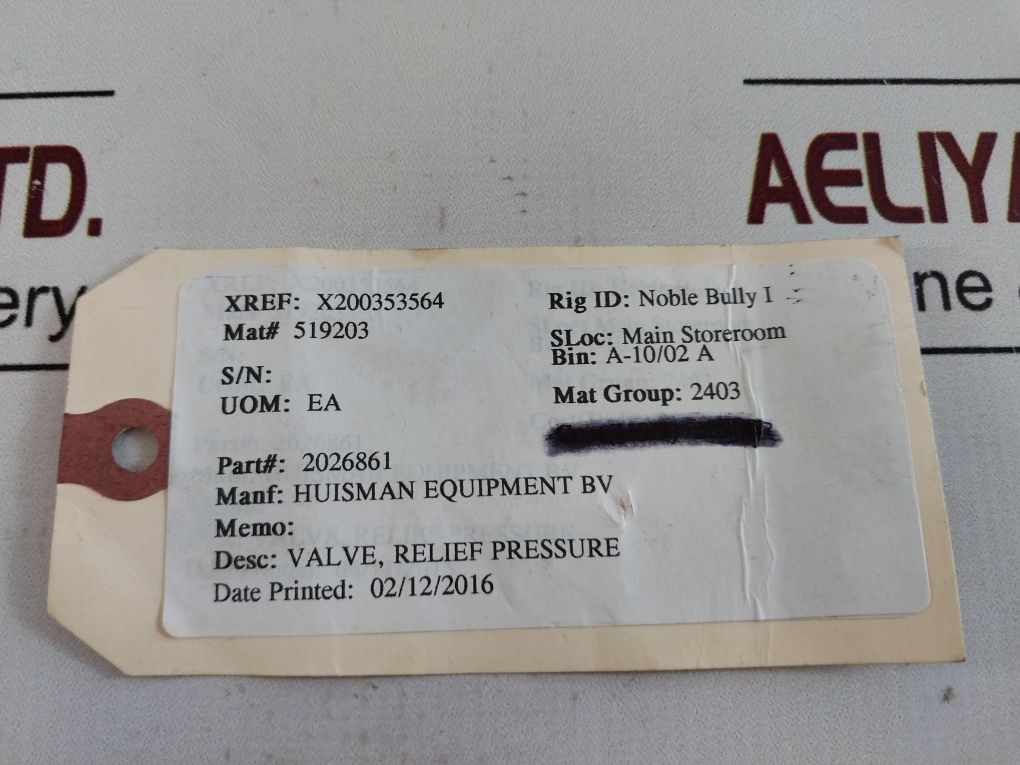 TD.
AELIY
ery
ne
XREF: X200353564
Mat# 519203
S/N:
UOM: EA
Part#: 2026861
Manf: HUISMAN EQUIPMENT BV
Memo:
Desc: VALVE, RELIEF PRESSURE
Date Printed: 02/12/2016
Rig ID: Noble Bully I
SLoc: Main Storeroom
Bin: A-10/02 A
Mat Group: 2403